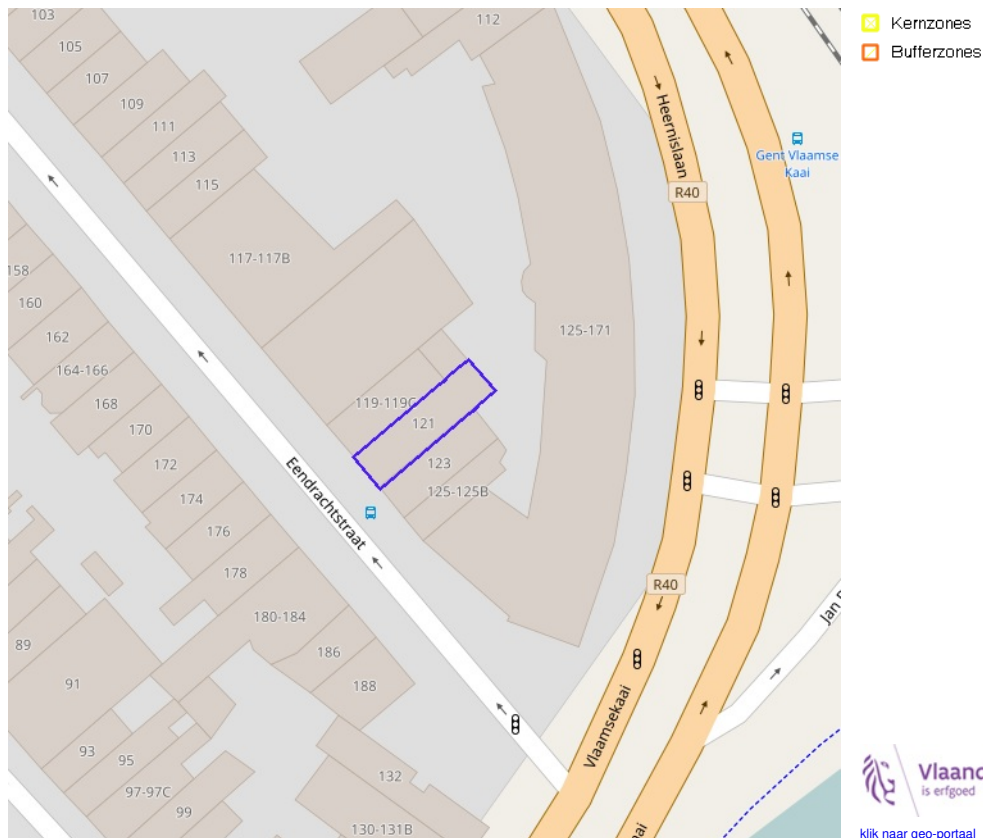 103
105
107
109
111
113
115
112
117-117B
158
160
162
164-166
168
170
172
174
176
178
180-184
186
188
89
91
93
95
97-97C
99
132
130-131B
119-119C
121
123
125-125B
125-171
Eendrachtstraat
Heernislaan
R40
Gent Vlaamse
Kaai
R40
Vlaamsekaai
Jan
Kernzones
Bufferzones
Vlaand
is erfgoed
klik naar geo-portaal